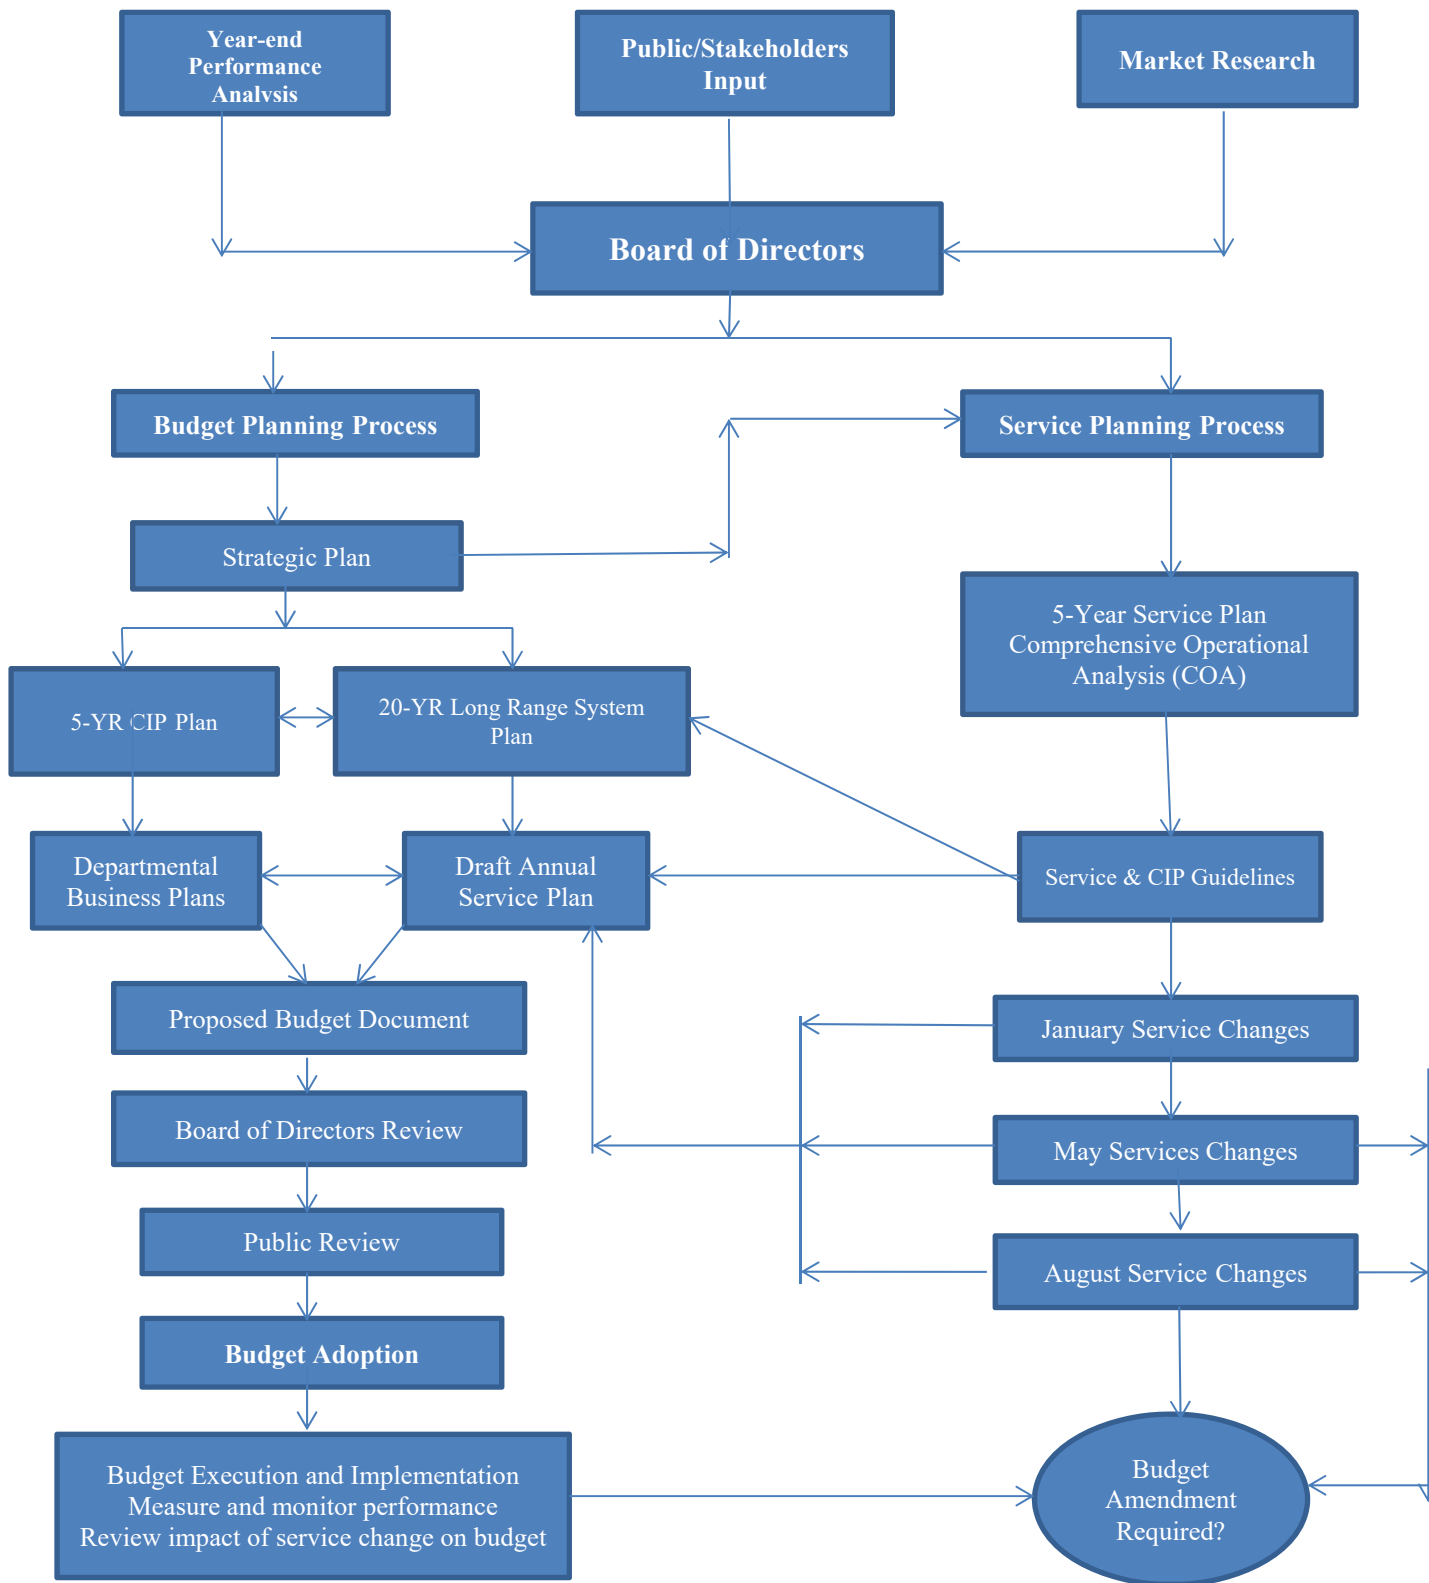 Year-end
Performance
Analysis
Public/Stakeholders
Input
Market Research
Board of Directors
Budget Planning Process
Service Planning Process
Strategic Plan
5-Year Service Plan
Comprehensive Operational
Analysis (COA)
5-YR CIP Plan
20-YR Long Range System
Plan
Departmental
Business Plans
Draft Annual
Service Plan
Service & CIP Guidelines
Proposed Budget Document
January Service Changes
Board of Directors Review
May Services Changes
Public Review
August Service Changes
Budget Adoption
Budget Execution and Implementation
Measure and monitor performance
Review impact of service change on budget
Budget
Amendment
Required?